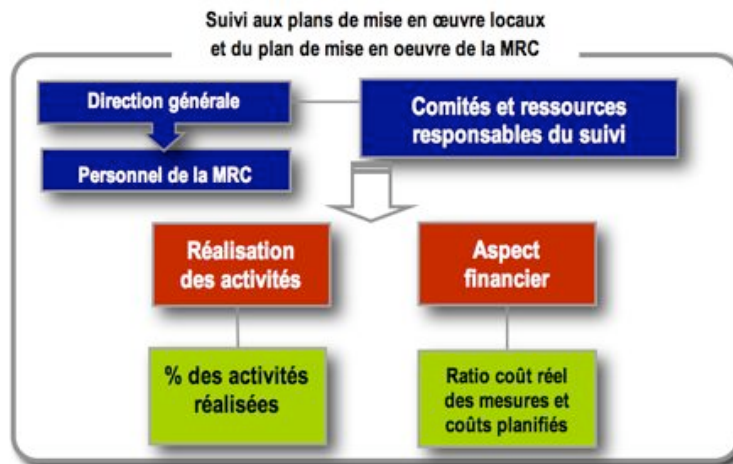 Suivi aux plans de mise en œuvre locaux
et du plan de mise en oeuvre de la MRC
Direction générale
Comités et ressources
responsables du suivi
Personnel de la MRC
Réalisation
des activités
Aspect
financier
% des activités
réalisées
Ratio coût réel
des mesures et
coûts planifiés